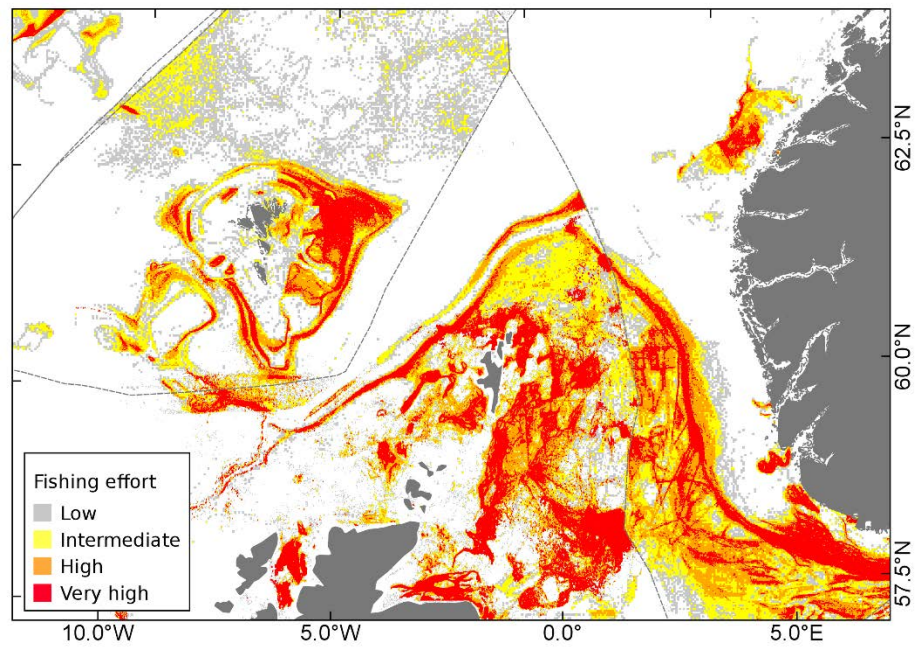 62.5°N
60.0°N
57.5°N
Fishing effort
Low
Intermediate
High
Very high
10.0°W
5.0°W
0.0°
5.0°E